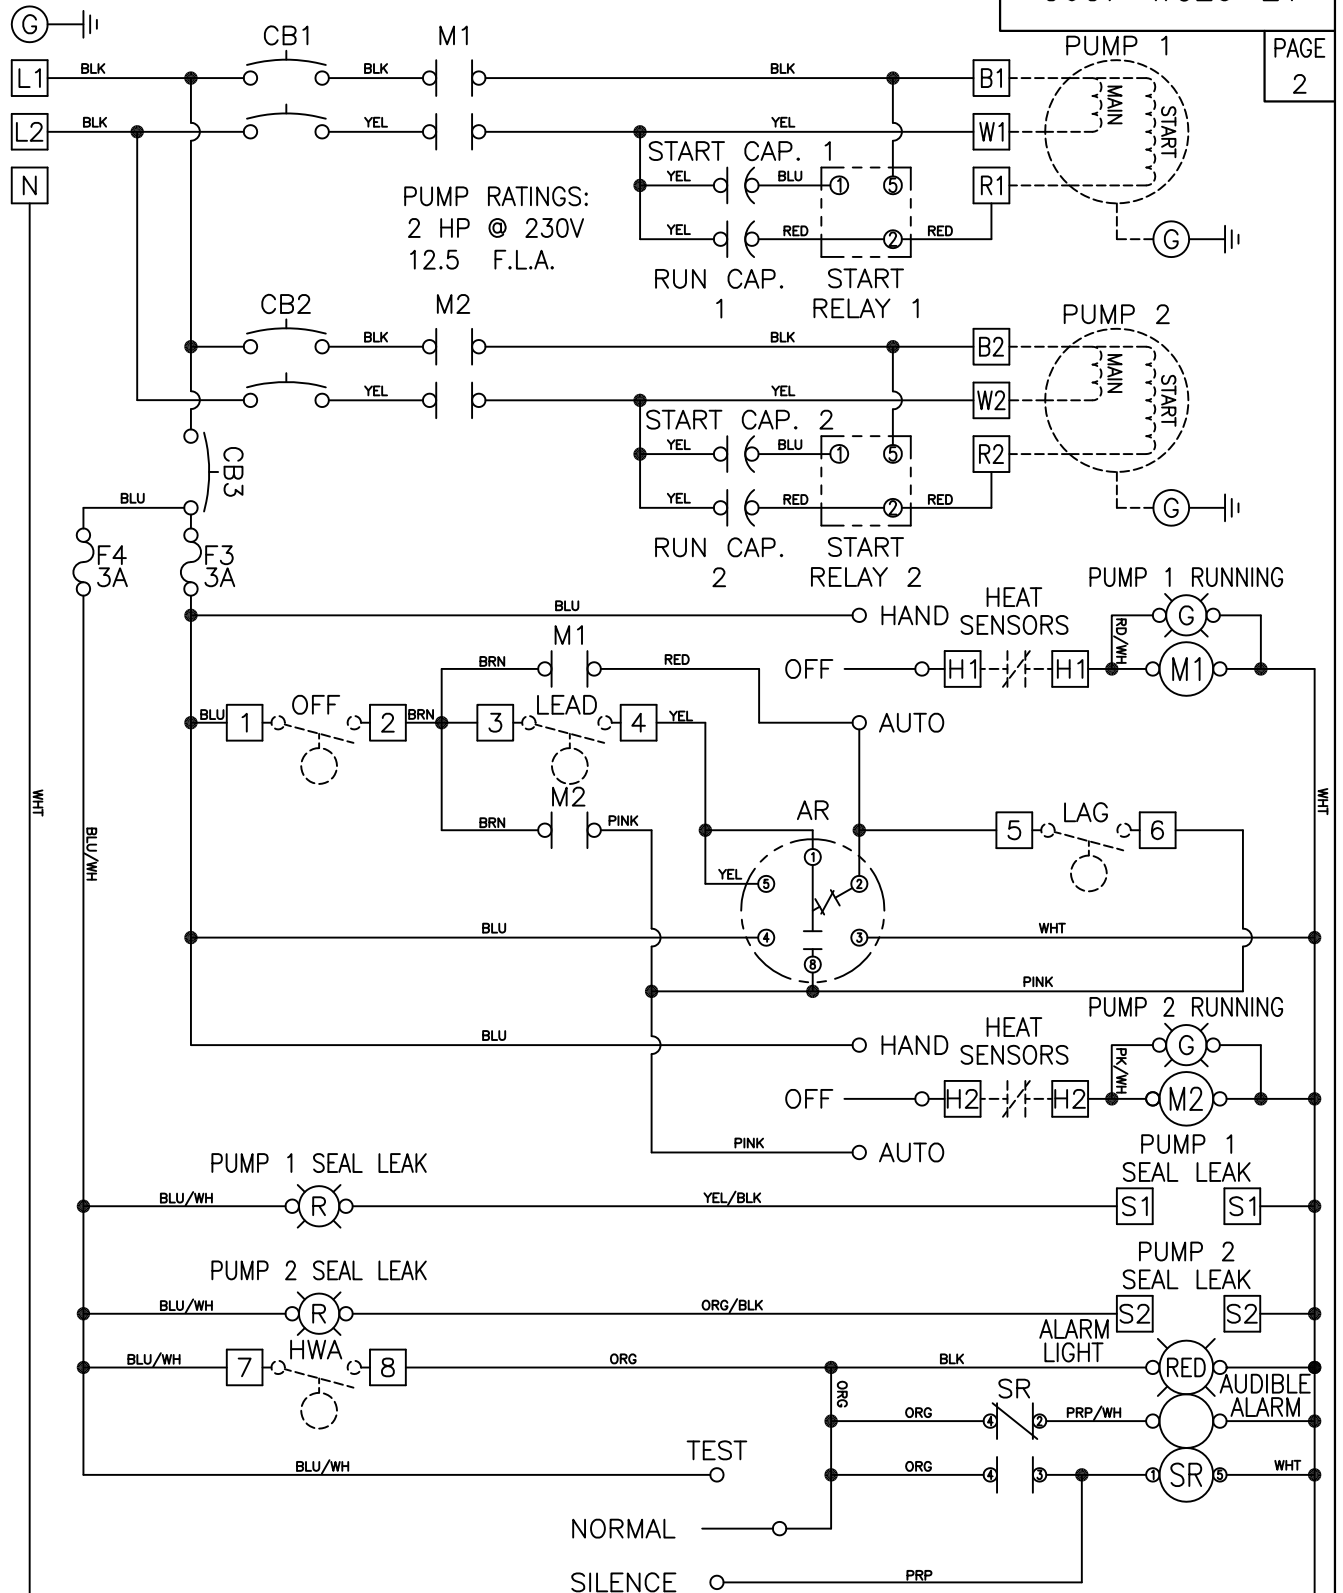 PAGE
2
G
L1
BLK
CB1
BLK
M1
BLK
B1
PUMP 1
MAIN
START
L2
BLK
YEL
YEL
W1
N
START CAP. 1
YEL
BLU
1
5
R1
PUMP RATINGS:
2 HP @ 230V
12.5 F.L.A.
YEL
RED
2
RED
G
RUN CAP.
1
START
RELAY 1
CB2
BLK
M2
BLK
B2
PUMP 2
MAIN
START
YEL
YEL
W2
START CAP. 2
YEL
BLU
1
5
R2
CB3
YEL
RED
2
RED
G
RUN CAP.
2
START
RELAY 2
BLU
F4
3A
F3
3A
BLU
HAND
HEAT
SENSORS
PUMP 1 RUNNING
G
RD/WH
M1
BRN
RED
OFF
H1
H1
M1
BLU
1
OFF
2
BRN
3
LEAD
4
YEL
AUTO
M2
BRN
PINK
AR
5
LAG
6
WHT
BLU/WH
WHT
1
YEL
5
2
BLU
4
3
WHT
8
PINK
PUMP 2 RUNNING
BLU
HAND
HEAT
SENSORS
G
PK/WH
OFF
H2
H2
M2
PINK
AUTO
PUMP 1 SEAL LEAK
PUMP 1
SEAL LEAK
BLU/WH
R
YEL/BLK
S1
S1
PUMP 2 SEAL LEAK
PUMP 2
SEAL LEAK
BLU/WH
R
ORG/BLK
S2
S2
HWA
ALARM
LIGHT
BLU/WH
7
8
ORG
BLK
RED
ORG
SR
AUDIBLE
ALARM
ORG
4
2
PRP/WH
TEST
BLU/WH
ORG
4
3
1
SR
5
WHT
NORMAL
SILENCE
PRP